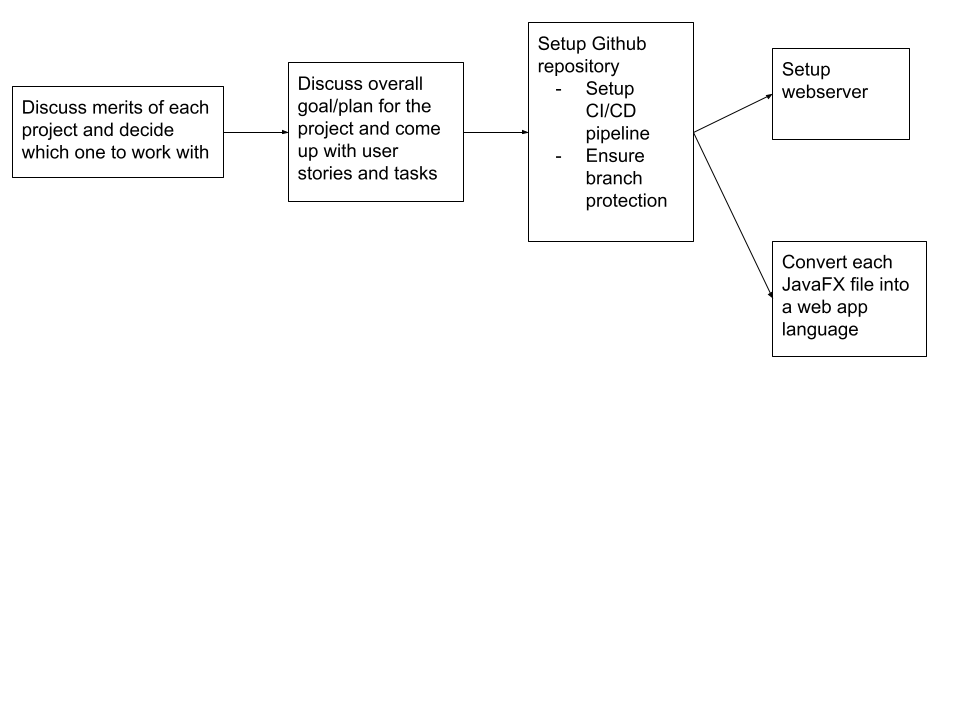 Discuss merits of each
project and decide
which one to work with
Discuss overall
goal/plan for the
project and come
up with user
stories and tasks
Setup Github
repository
- Setup
CI/CD
pipeline
- Ensure
branch
protection
Setup
webserver
Convert each
JavaFX file into
a web app
language